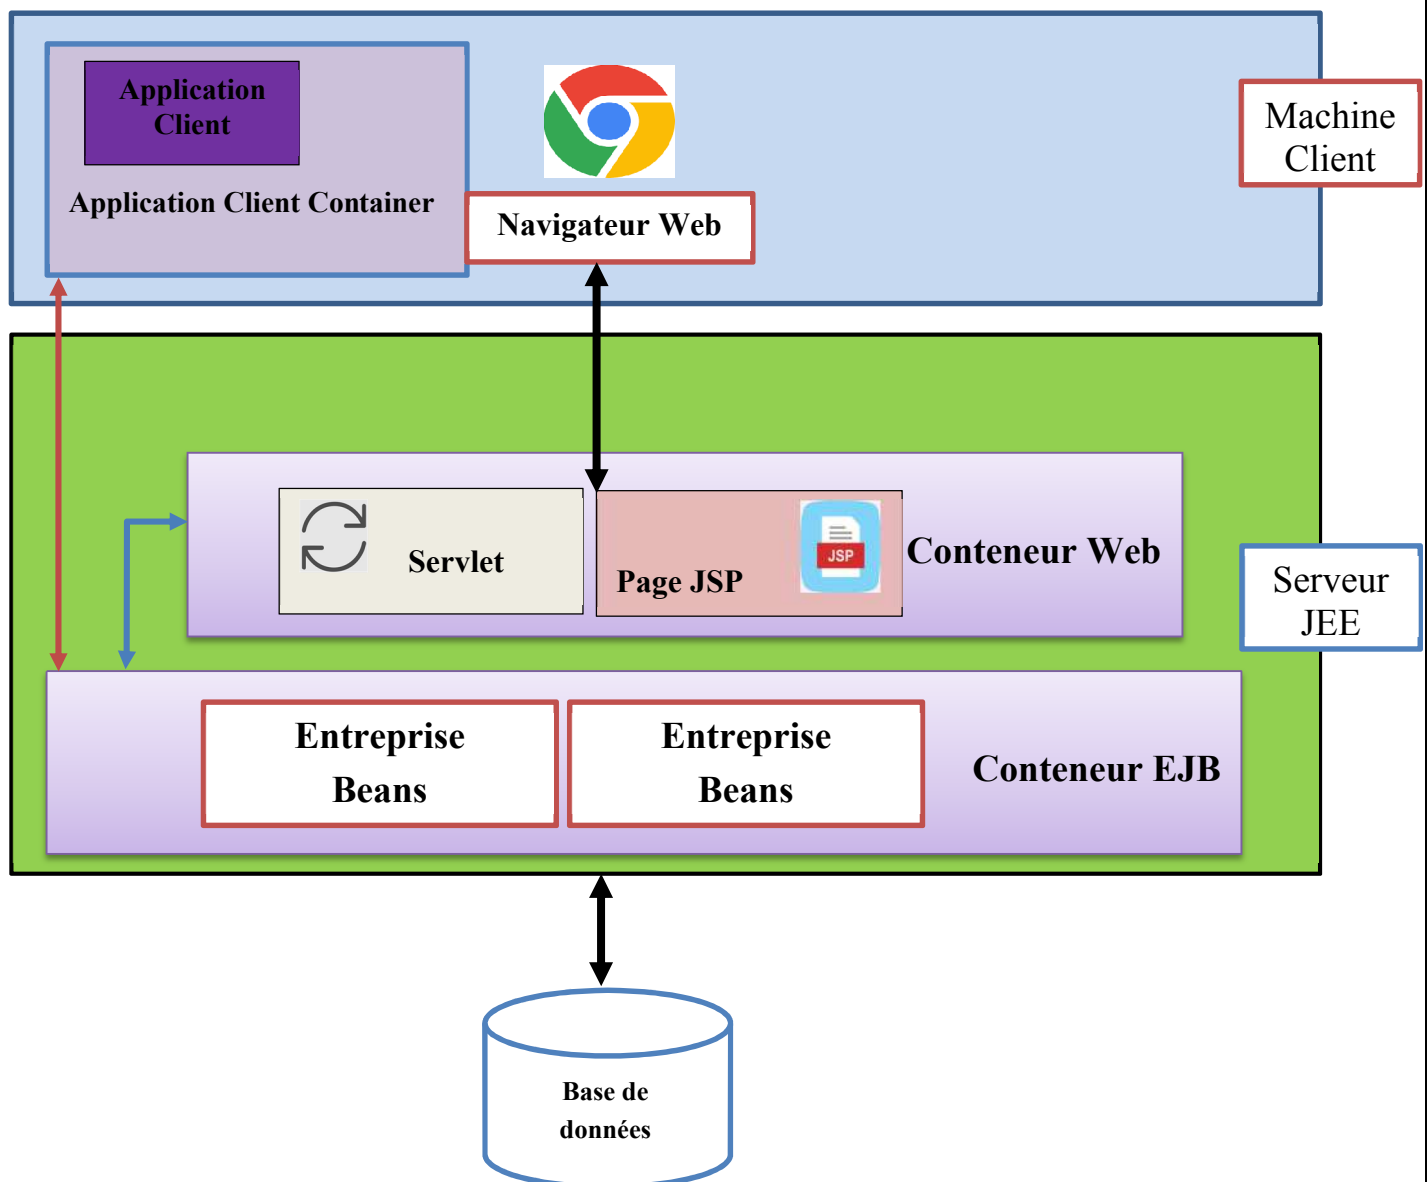 Application
Client
Application Client Container
Navigateur Web
Machine
Client
Servlet
Page JSP
JSP
Conteneur Web
Serveur
JEE
Entreprise
Beans
Entreprise
Beans
Conteneur EJB
Base de
données